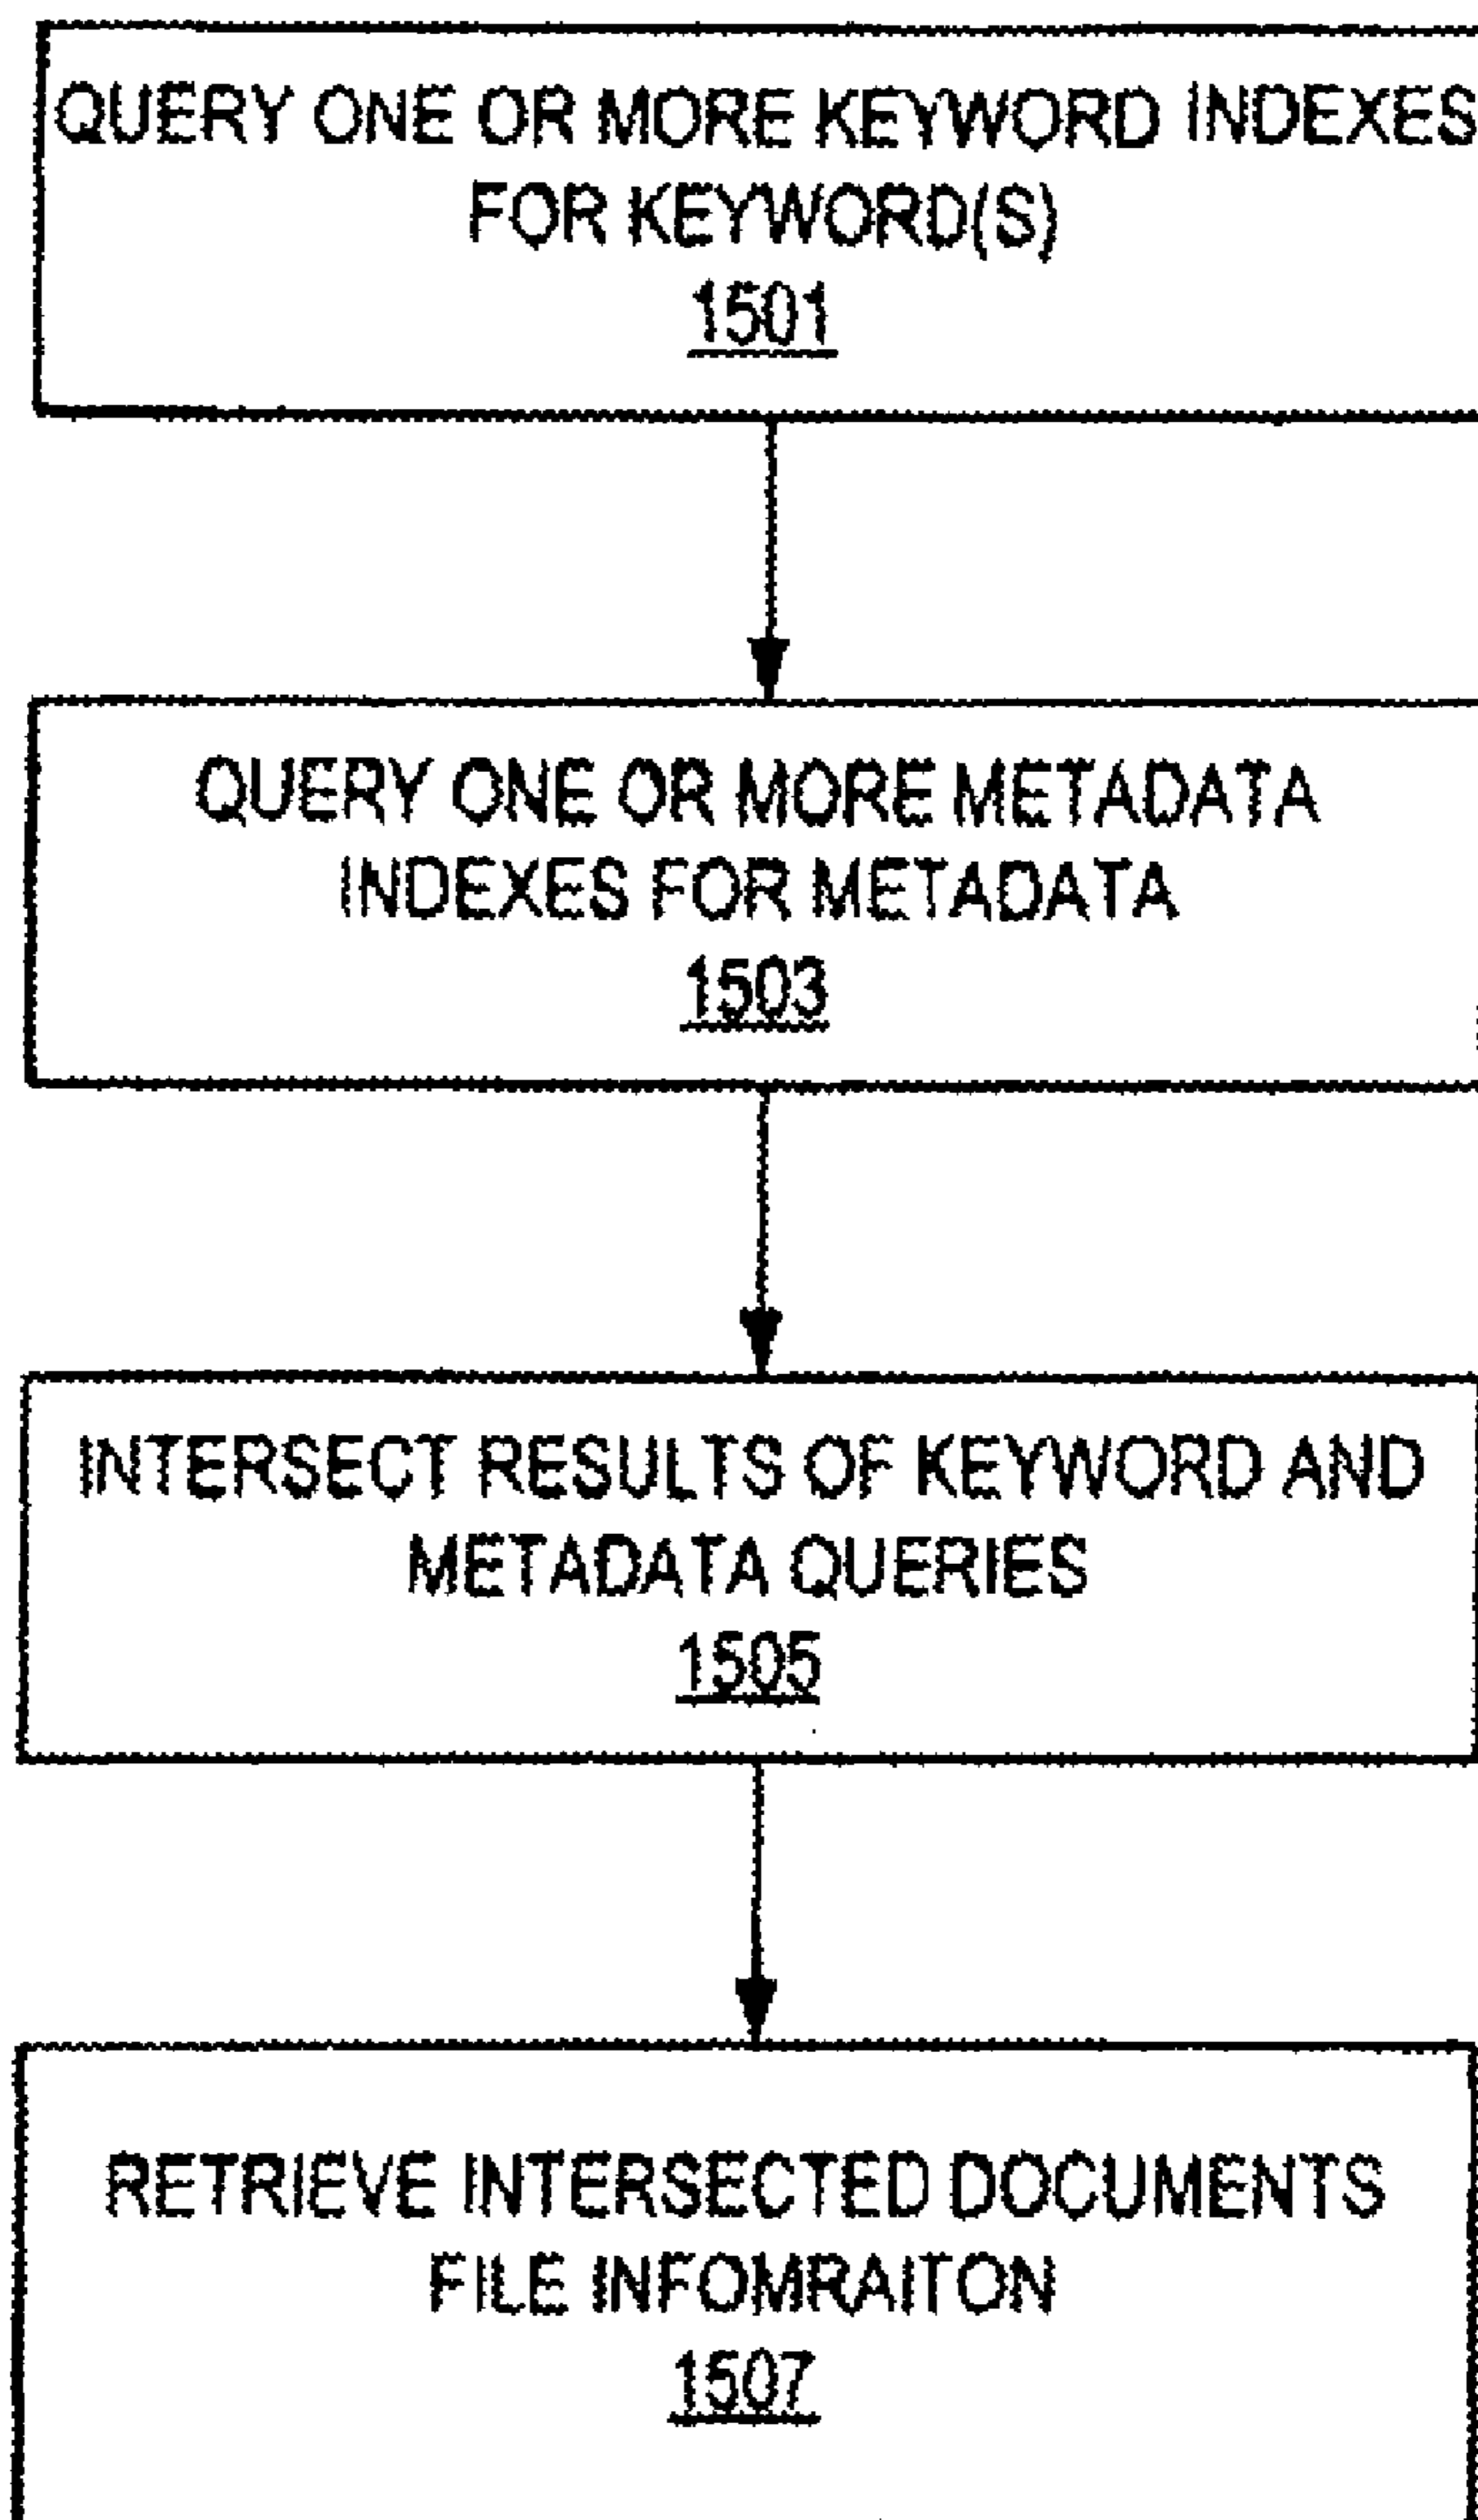 QUERY ONE OR MORE KEYWORD INDEXES
FOR KEYWORD(S)
1501
QUERY ONE OR MORE METADATA
INDEXES FOR METADATA
1503
INTERSECT RESULTS OF KEYWORD AND
METADATA QUERIES
1505
RETRIEVE INTERSECTED DOCUMENTS
FILE INFOMRAITON
1507